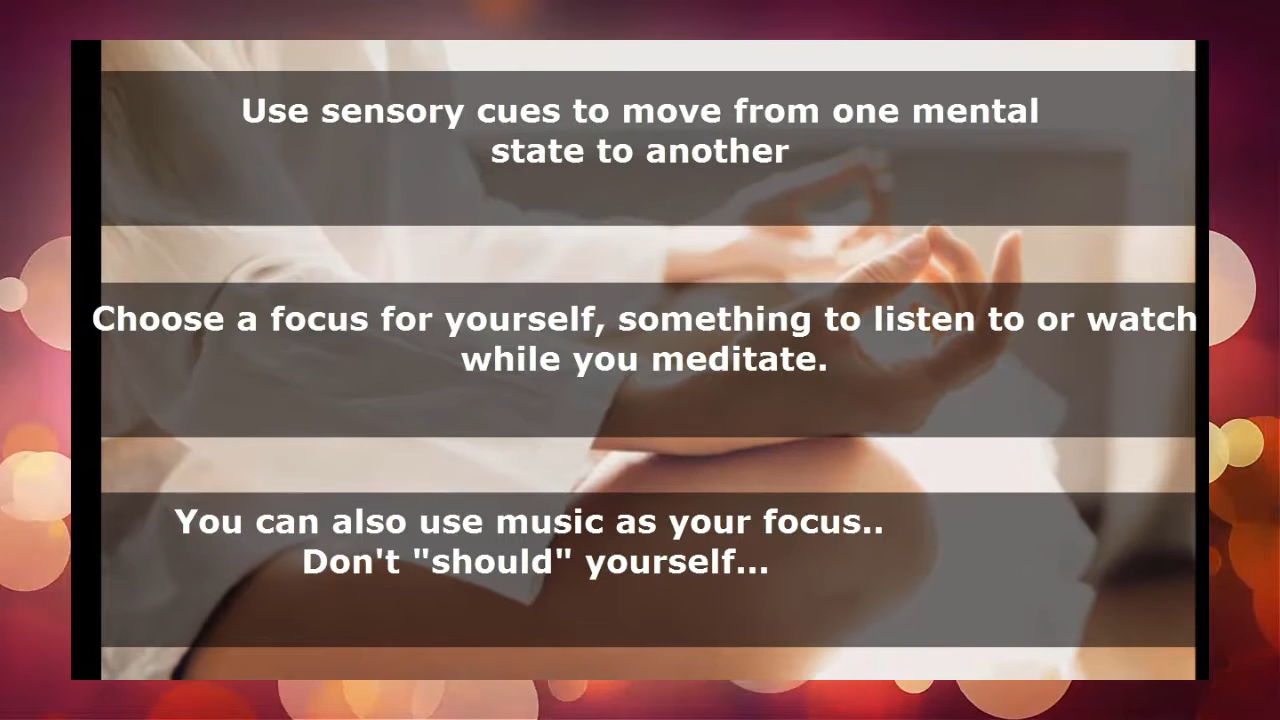 Use sensory cues to move from one mental
state to another
Choose a focus for yourself, something to listen to or watch
while you meditate.
You can also use music as your focus..
Don't "should" yourself...